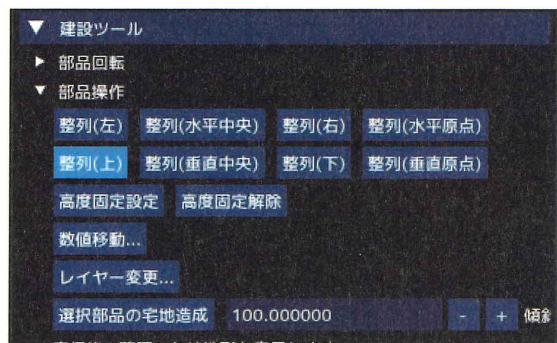 ▼ 建設ツール
▶ 部品回転
▼ 部品操作
整列(左) 整列(水平中央) 整列(右) 整列(水平原点)
整列(上) 整列(垂直中央) 整列(下) 整列(垂直原点)
高度固定設定 高度固定解除
数値移動...
レイヤー変更...
選択部品の宅地造成 100.000000 - + 傾斜